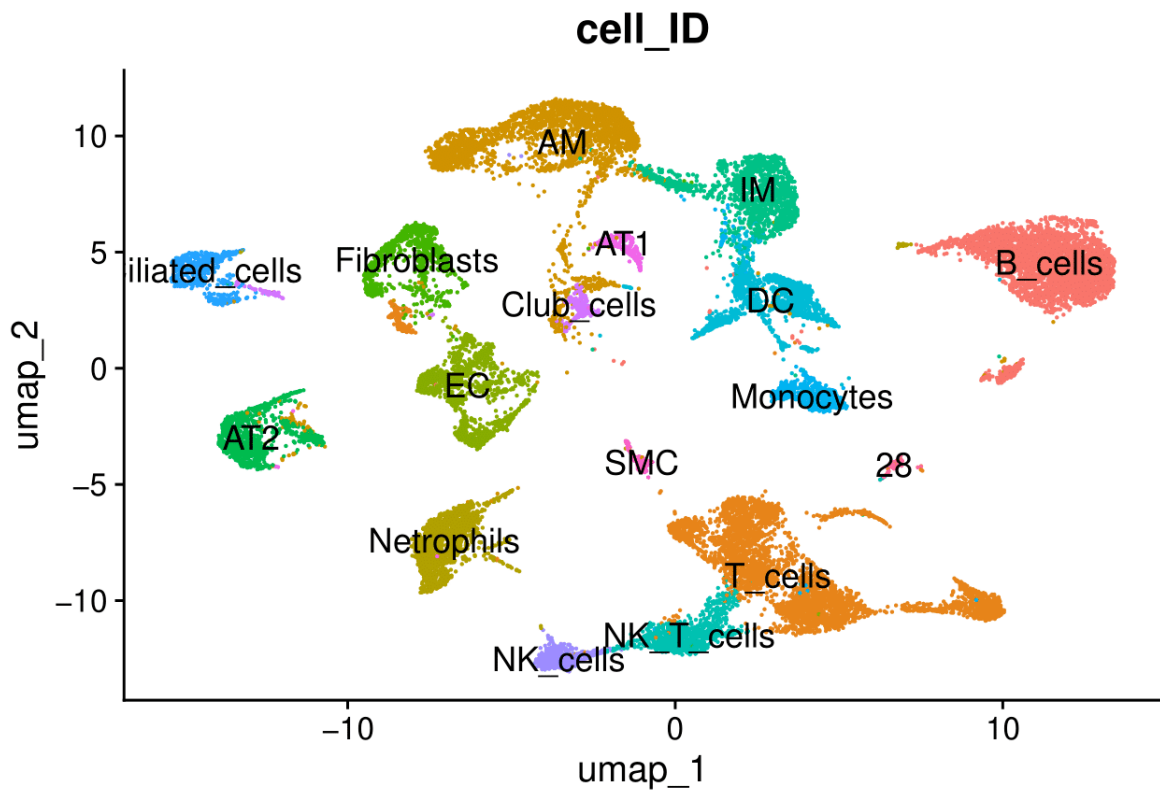 cell_ID
AM
IM
AT1
Fibroblasts
iliated_cells
B_cells
Club_cells
DC
EC
Monocytes
AT2
SMC
28
Netrophils
T_cells
NK_T_cells
NK_cells
10
5
0
−5
−10
umap_2
−10
0
10
umap_1